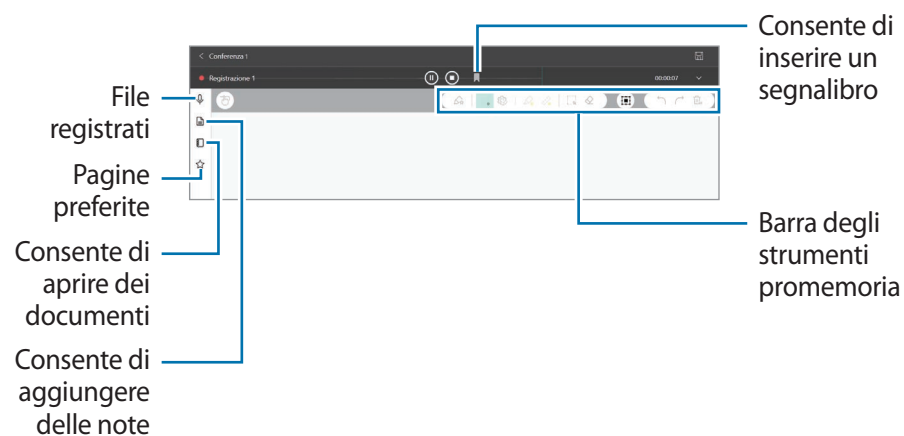 Consente di
inserire un
segnalibro
Conferenza 1
Registrazione 1
00:00:07
File
registrati
Pagine
preferite
Consente di
aprire dei
documenti
Consente di
aggiungere
delle note
Barra degli
strumenti
promemoria